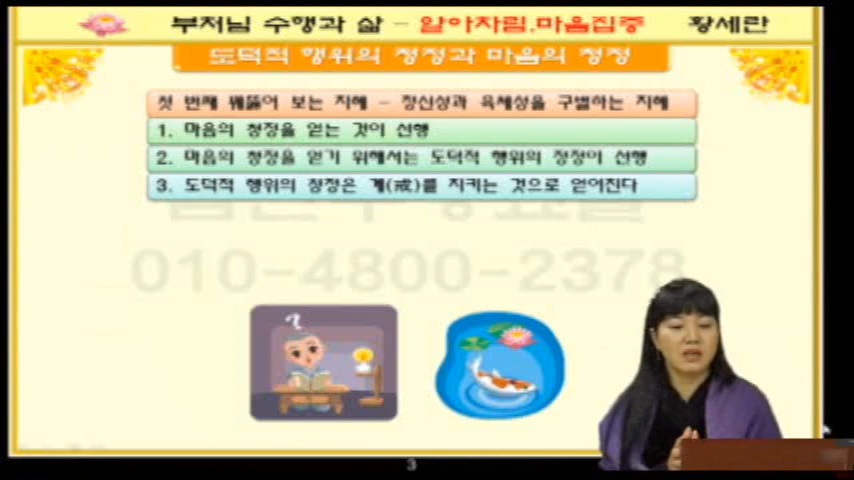 부처님 수행과 삶 - 알아차림,마음집중 황세란
도덕적 행위의 청정과 마음의 청정
첫 번째 꿰뚫어 보는 지혜 - 정신성과 육체성을 구별하는 지혜
1. 마음의 청정을 얻는 것이 선행
2. 마음의 청정을 얻기 위해서는 도덕적 행위의 청정이 선행
3. 도덕적 행위의 청정은 계(戒)를 지키는 것으로 얻어진다
010-4800-2378
?
3